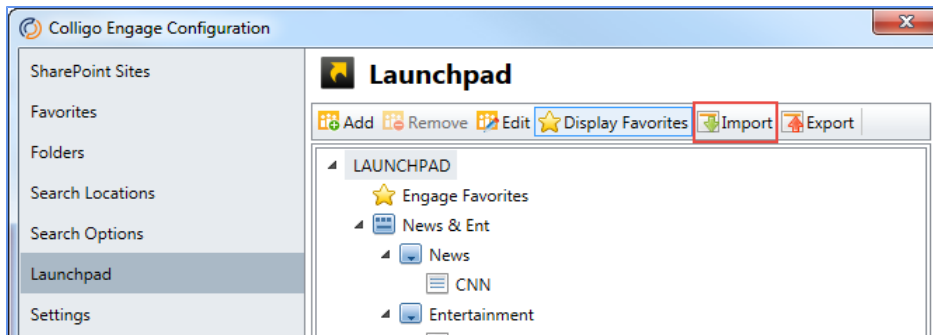 Colligo Engage Configuration
SharePoint Sites
Favorites
Folders
Search Locations
Search Options
Launchpad
Settings
Launchpad
Add Remove Edit Display Favorites Import Export
LAUNCHPAD
Engage Favorites
News & Ent
News
CNN
Entertainment